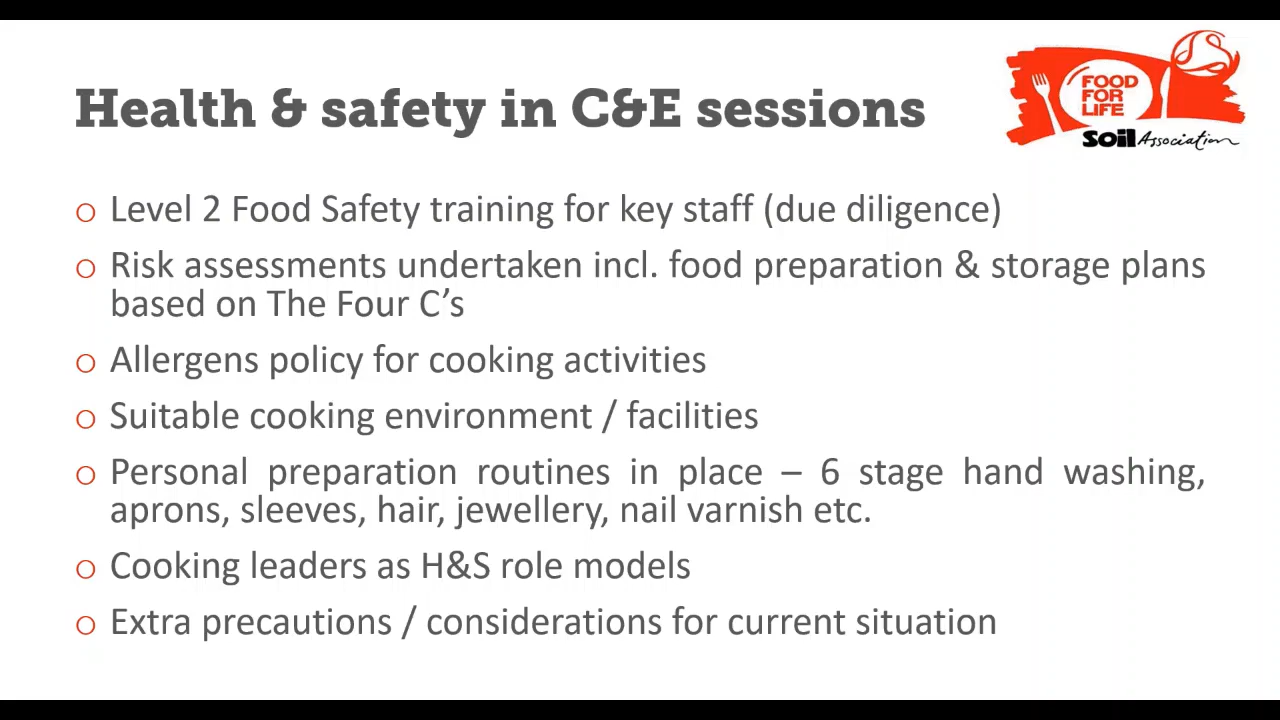 Health & safety in C&E sessions
FOOD
FOR
LIFE
Soil Association
o Level 2 Food Safety training for key staff (due diligence)
o Risk assessments undertaken incl. food preparation & storage plans
based on The Four C’s
o Allergens policy for cooking activities
o Suitable cooking environment / facilities
o Personal preparation routines in place – 6 stage hand washing,
aprons, sleeves, hair, jewellery, nail varnish etc.
o Cooking leaders as H&S role models
o Extra precautions / considerations for current situation